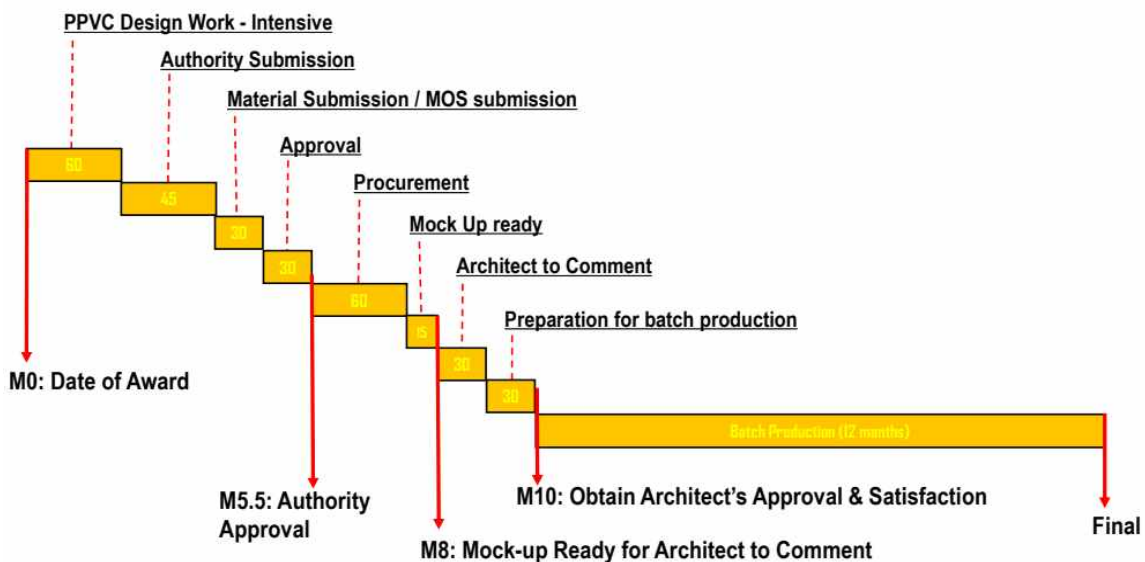 PPVC Design Work - Intensive
Authority Submission
Material Submission / MOS submission
Approval
Procurement
Mock Up ready
Architect to Comment
Preparation for batch production
60
45
30
30
60
15
30
30
Batch Production (12 months)
M0: Date of Award
M5.5: Authority
Approval
M8: Mock-up Ready for Architect to Comment
M10: Obtain Architect's Approval & Satisfaction
Final